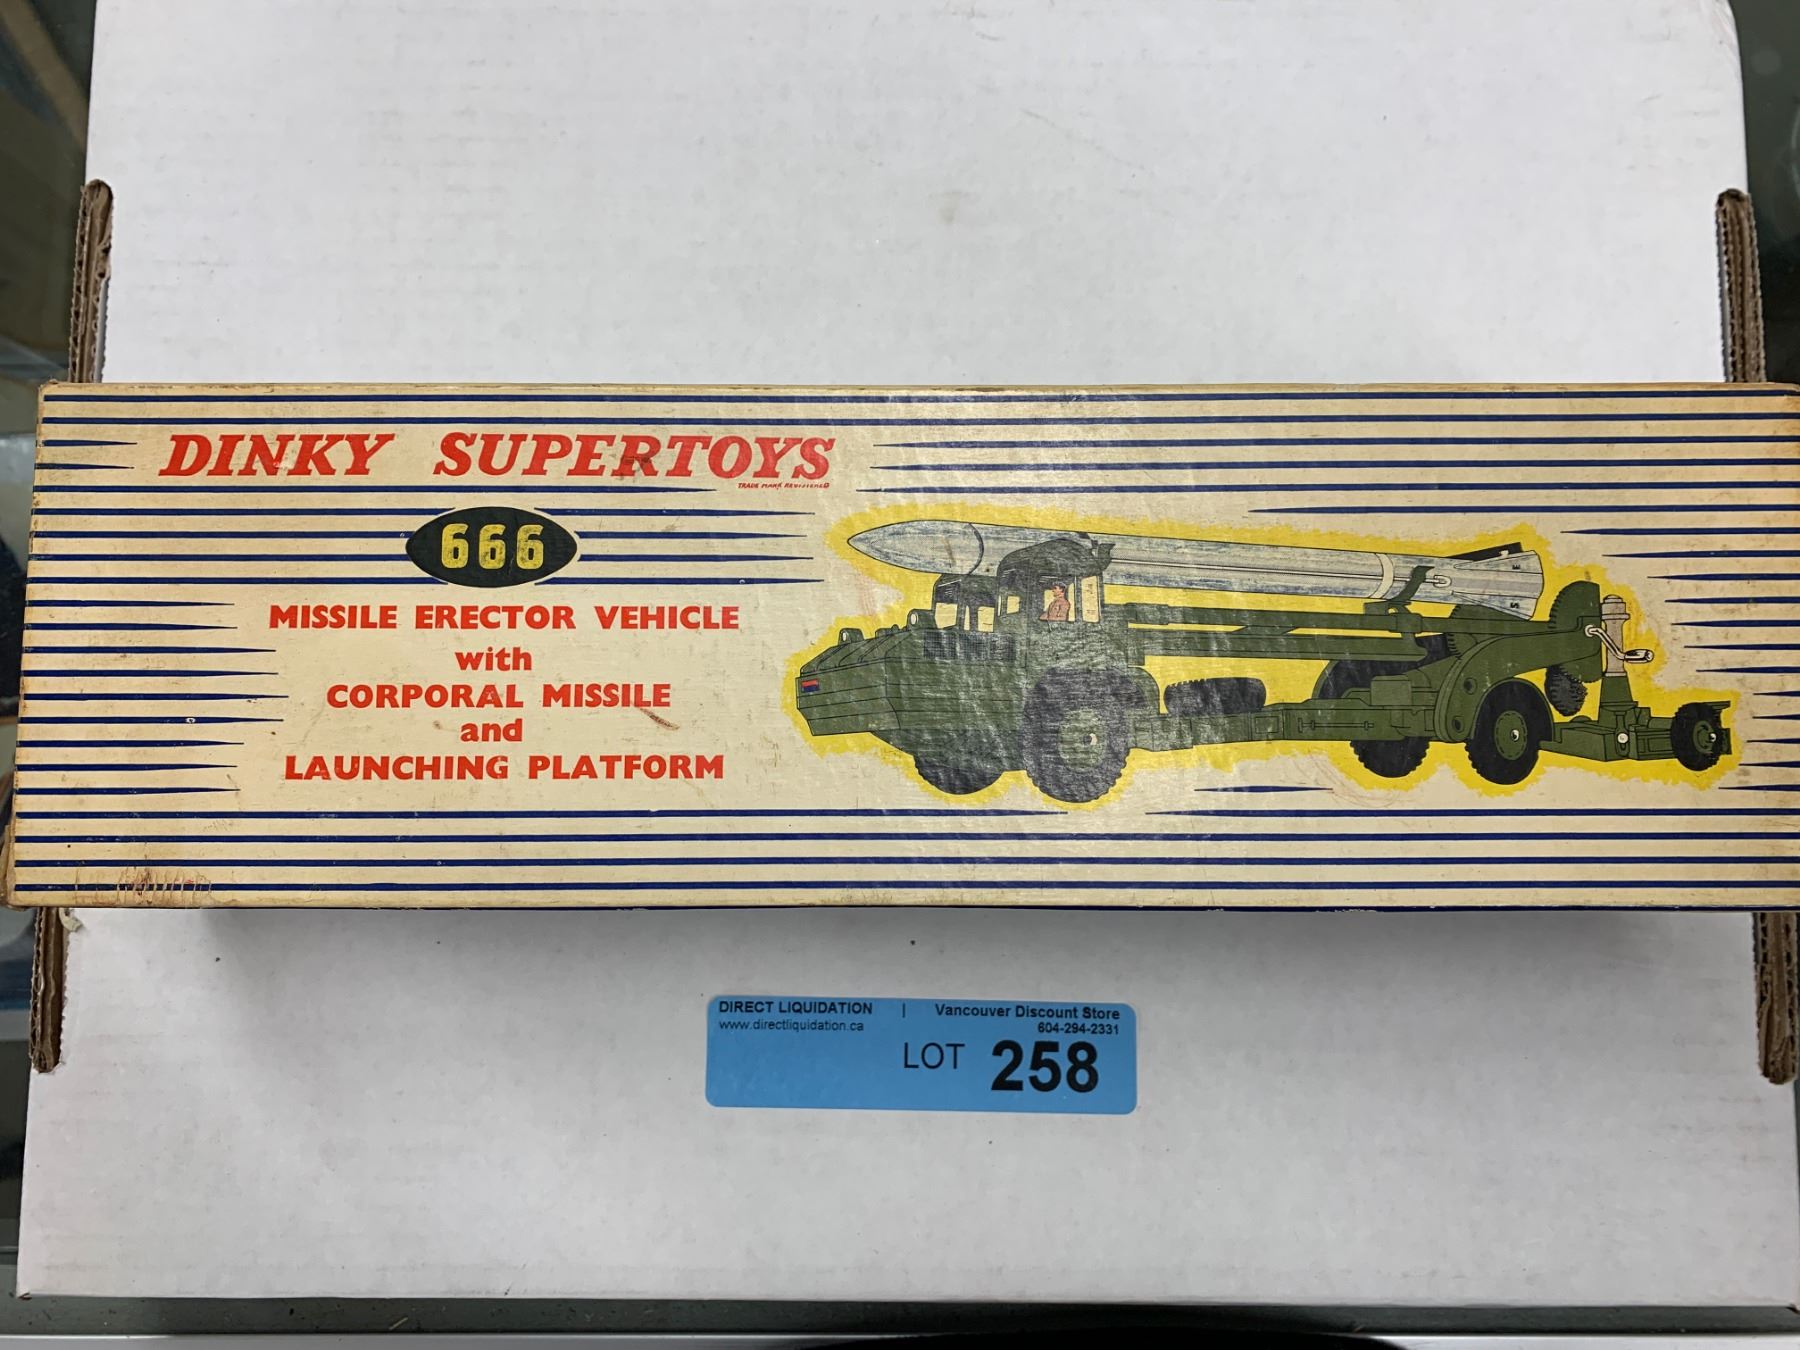 DINKY SUPERTOYS
TRADE MARK REGISTERED
666
MISSILE ERECTOR VEHICLE
with
CORPORAL MISSILE
and
LAUNCHING PLATFORM
DIRECT LIQUIDATION | Vancouver Discount Store
www.directliquidation.ca 604-294-2331
LOT 258